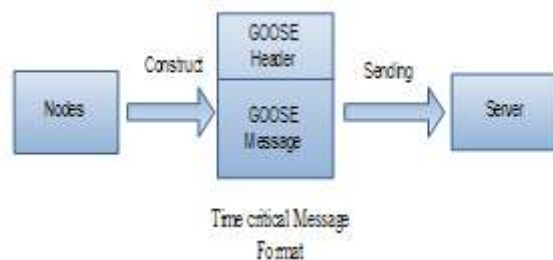 GOOSE
Header
Construct
Sending
Nodes
GOOSE
Message
Server
Time critical Message
Format